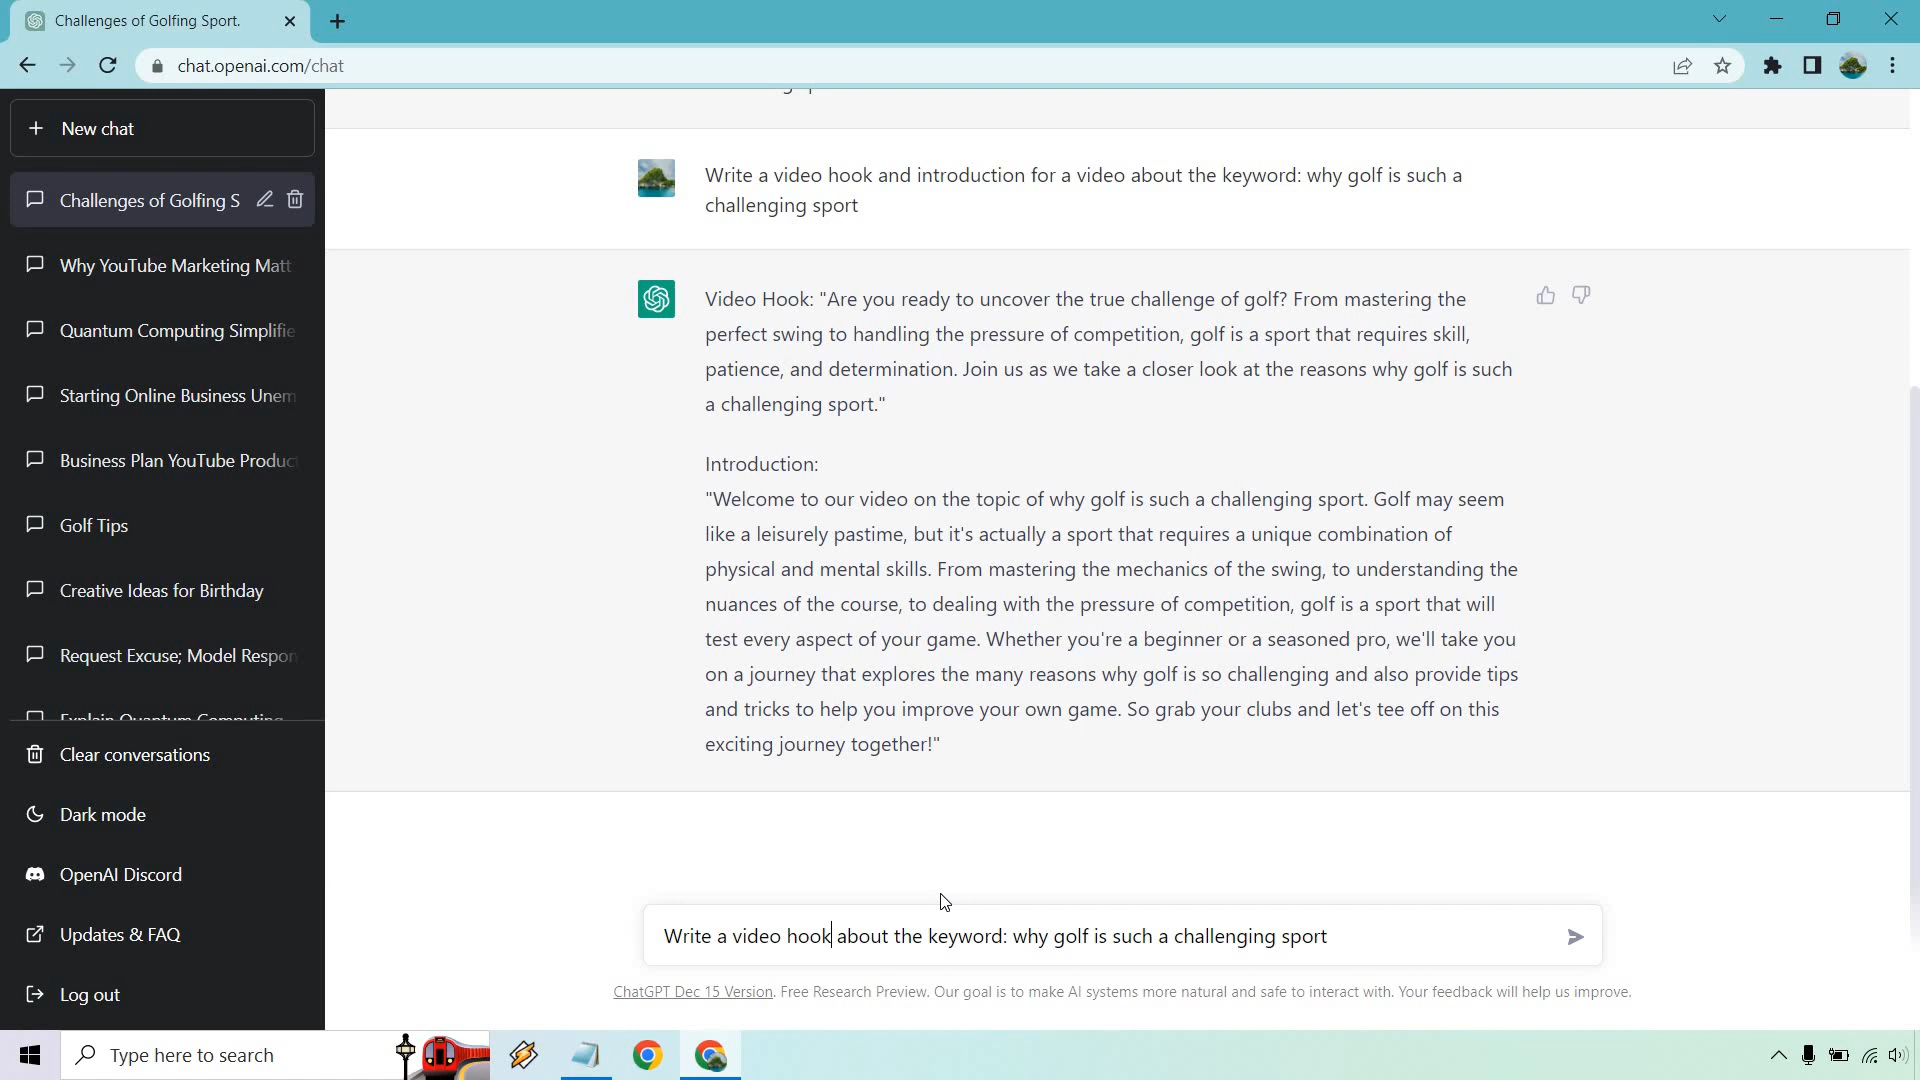 Challenges of Golfing Sport.
chat.openai.com/chat
New chat
Challenges of Golfing S
Why YouTube Marketing Matt
Quantum Computing Simplifie
Starting Online Business Unem
Business Plan YouTube Produc
Golf Tips
Creative Ideas for Birthday
Request Excuse; Model Respon
Explain Quantum Computing
Clear conversations
Dark mode
OpenAI Discord
Updates & FAQ
Log out
Write a video hook and introduction for a video about the keyword: why golf is such a
challenging sport
Video Hook: "Are you ready to uncover the true challenge of golf? From mastering the
perfect swing to handling the pressure of competition, golf is a sport that requires skill,
patience, and determination. Join us as we take a closer look at the reasons why golf is such
a challenging sport."
Introduction:
"Welcome to our video on the topic of why golf is such a challenging sport. Golf may seem
like a leisurely pastime, but it's actually a sport that requires a unique combination of
physical and mental skills. From mastering the mechanics of the swing, to understanding the
nuances of the course, to dealing with the pressure of competition, golf is a sport that will
test every aspect of your game. Whether you're a beginner or a seasoned pro, we'll take you
on a journey that explores the many reasons why golf is so challenging and also provide tips
and tricks to help you improve your own game. So grab your clubs and let's tee off on this
exciting journey together!"
Write a video hook about the keyword: why golf is such a challenging sport
ChatGPT Dec 15 Version. Free Research Preview. Our goal is to make AI systems more natural and safe to interact with. Your feedback will help us improve.
Type here to search